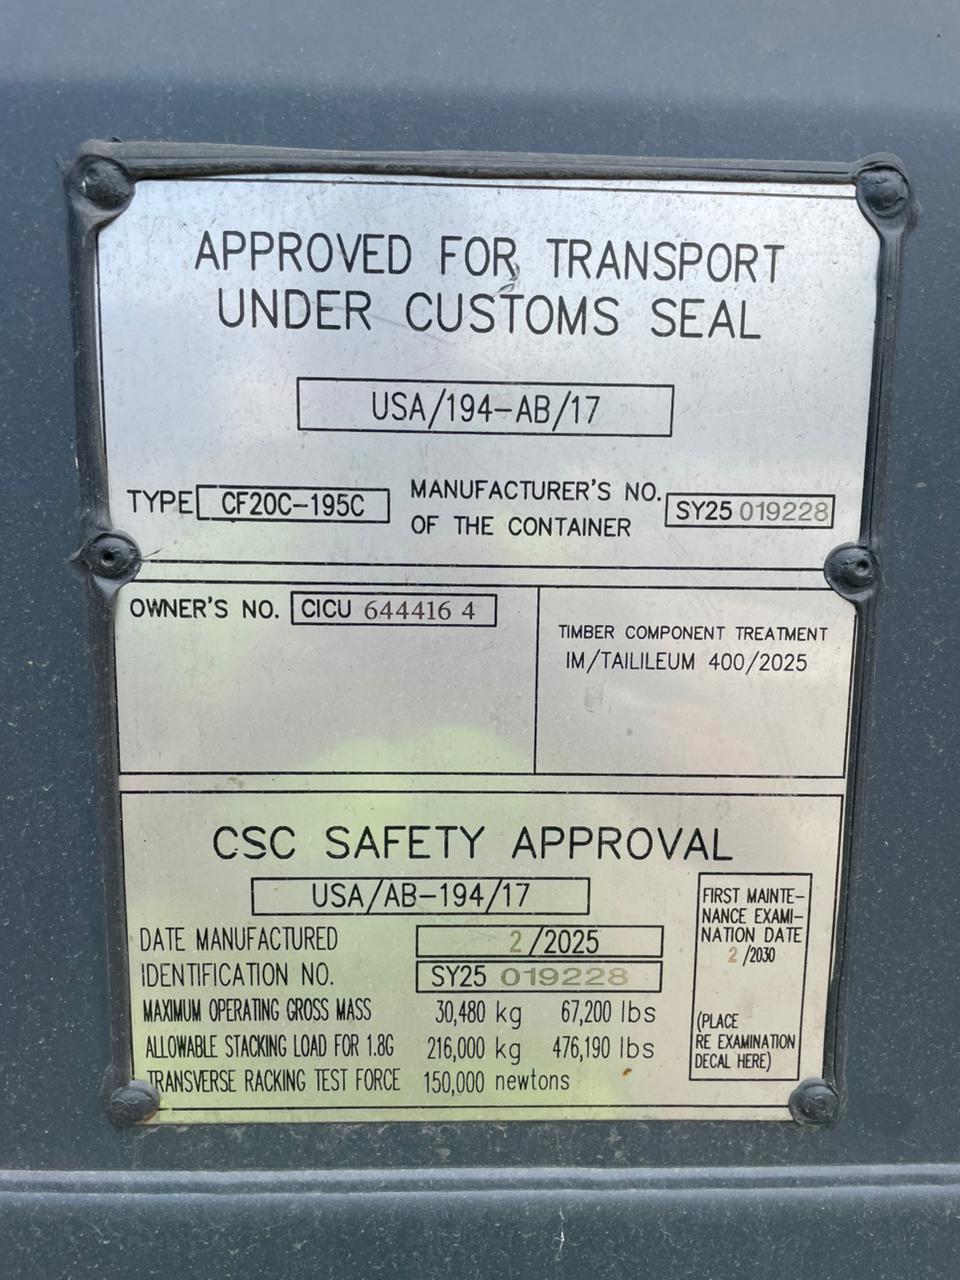 APPROVED FOR TRANSPORT
UNDER CUSTOMS SEAL
USA/194-AB/17
TYPE CF20C-195C
MANUFACTURER'S NO.
OF THE CONTAINER
SY25 019228
OWNER'S NO. CICU 644416 4
TIMBER COMPONENT TREATMENT
IM/TAILILEUM 400/2025
CSC SAFETY APPROVAL
USA/AB-194/17
DATE MANUFACTURED 2/2025
IDENTIFICATION NO. SY25 019228
MAXIMUM OPERATING GROSS MASS 30,480 kg 67,200 lbs
ALLOWABLE STACKING LOAD FOR 1.8G 216,000 kg 476,190 lbs
TRANSVERSE RACKING TEST FORCE 150,000 newtons
FIRST MAINTE-
NANCE EXAMI-
NATION DATE
2 /2030
(PLACE
RE EXAMINATION
DECAL HERE)